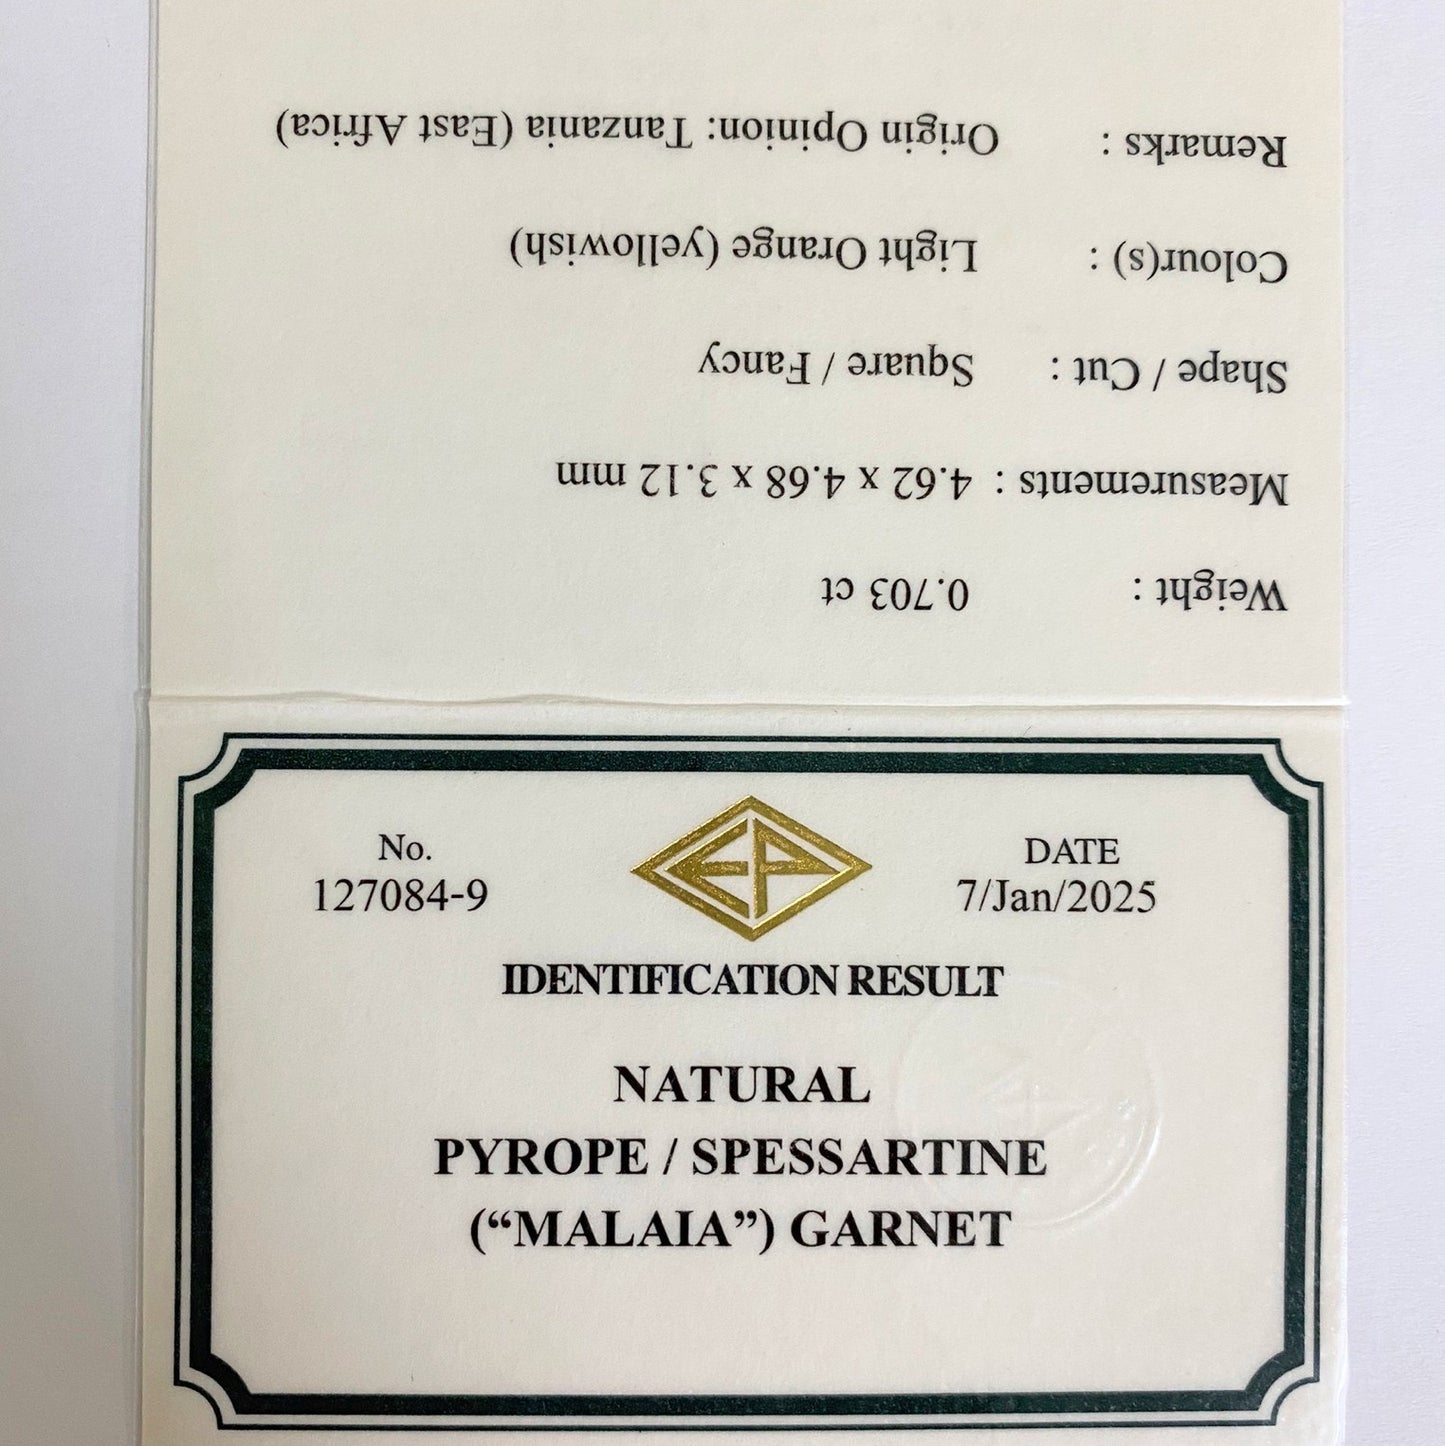 Weight : 0.703 ct
Measurements : 4.62 x 4.68 x 3.12 mm
Shape / Cut : Square / Fancy
Colour(s) : Light Orange (yellowish)
Remarks : Origin Opinion: Tanzania (East Africa)
No.
127084-9
EP
DATE
7/Jan/2025
IDENTIFICATION RESULT
NATURAL
PYROPE / SPESSARTINE
(“MALAIA”) GARNET